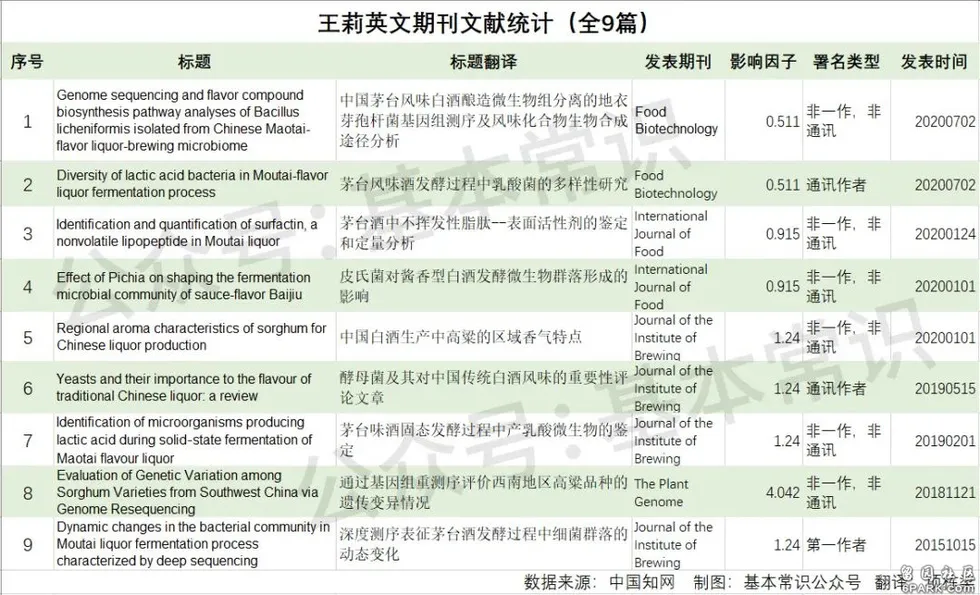 王莉英文期刊文献统计（全9篇）
序号 标题 标题翻译 发表期刊 影响因子 署名类型 发表时间
1
Genome sequencing and flavor compound
biosynthesis pathway analyses of Bacillus
licheniformis isolated from Chinese Maotai-
flavor liquor-brewing microbiome
中国茅台风味白酒酿造微生物组分离的地衣
芽孢杆菌基因组测序及风味化合物生物合成
途径分析
Food
Biotechnology
0.511
非一作，非
通讯
20200702
2
Diversity of lactic acid bacteria in Moutai-flavor
liquor fermentation process
茅台风味酒发酵过程中乳酸菌的多样性研究
Food
Biotechnology
0.511
通讯作者
20200702
3
Identification and quantification of surfactin, a
nonvolatile lipopeptide in Moutai liquor
茅台酒中不挥发性脂肽--表面活性剂的鉴定
和定量分析
International
Journal of
Food
0.915
非一作，非
通讯
20200124
4
Effect of Pichia on shaping the fermentation
microbial community of sauce-flavor Baijiu
皮氏菌对酱香型白酒发酵微生物群落形成的
影响
International
Journal of
Food
0.915
非一作，非
通讯
20200101
5
Regional aroma characteristics of sorghum for
Chinese liquor production
中国白酒生产中高粱的区域香气特点
Journal of the
Institute of
Brewing
1.24
非一作，非
通讯
20200101
6
Yeasts and their importance to the flavour of
traditional Chinese liquor: a review
酵母菌及其对中国传统白酒风味的重要性评
论文章
Journal of the
Institute of
Brewing
1.24
通讯作者
20190515
7
Identification of microorganisms producing
lactic acid during solid-state fermentation of
Maotai flavour liquor
茅台味酒固态发酵过程中产乳酸微生物的鉴
定
Journal of the
Institute of
Brewing
1.24
非一作，非
通讯
20190201
8
Evaluation of Genetic Variation among
Sorghum Varieties from Southwest China via
Genome Resequencing
通过基因组重测序评价西南地区高粱品种的
遗传变异情况
The Plant
Genome
4.042
非一作，非
通讯
20181121
9
Dynamic changes in the bacterial community in
Moutai liquor fermentation process
characterized by deep sequencing
深度测序表征茅台酒发酵过程中细菌群落的
动态变化
Journal of the
Institute of
Brewing
1.24
第一作者
20151015
数据来源：中国知网 制图：基本常识公众号 翻译
公众号：基本常识
公众号：基本常识
6PARK.COM